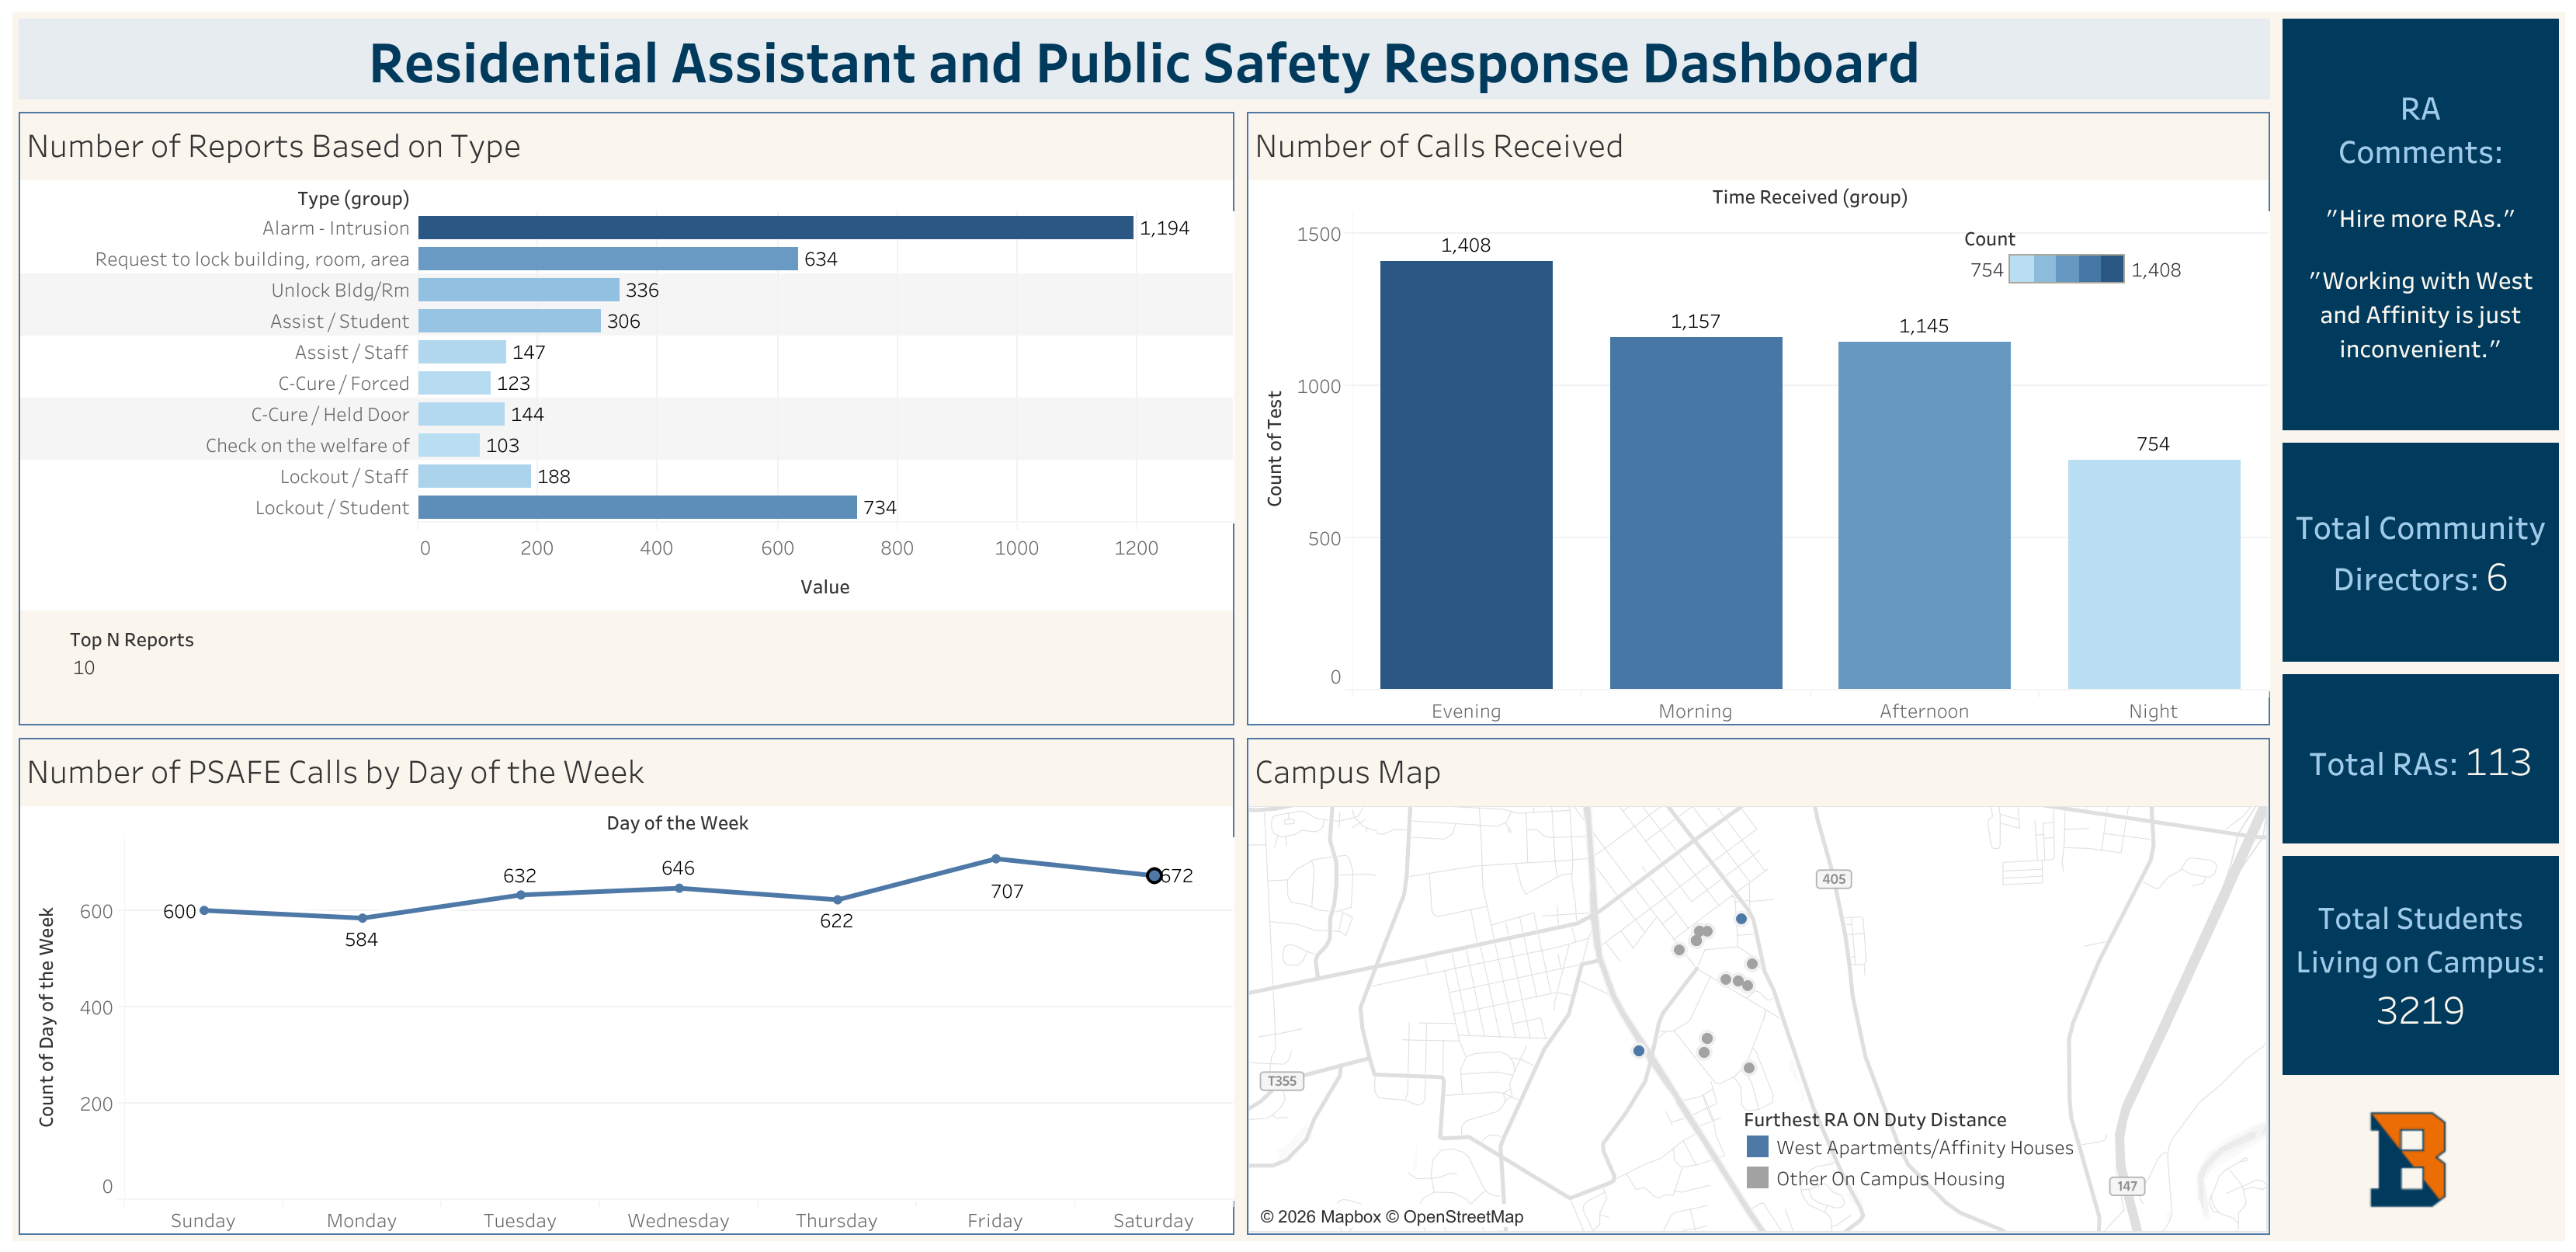 Residential Assistant and Public Safety Response Dashboard
Number of Reports Based on Type
Type (group)
Alarm - Intrusion 1,194
Request to lock building, room, area 634
Unlock Bldg/Rm 336
Assist / Student 306
Assist / Staff 147
C-Cure / Forced 123
C-Cure / Held Door 144
Check on the welfare of 103
Lockout / Staff 188
Lockout / Student 734
0 200 400 600 800 1000 1200
Value
Top N Reports
10
Number of Calls Received
Time Received (group)
Count
754 1,408
Count of Test
1500
1000
500
0
1,408
1,157
1,145
754
Evening Morning Afternoon Night
Number of PSAFE Calls by Day of the Week
Day of the Week
Count of Day of the Week
600
400
200
0
600 584 632 646 622 707 672
Sunday Monday Tuesday Wednesday Thursday Friday Saturday
Campus Map
405
T355
147
Furthest RA ON Duty Distance
West Apartments/Affinity Houses
Other On Campus Housing
© 2026 Mapbox © OpenStreetMap
RA
Comments:
"Hire more RAs."
"Working with West
and Affinity is just
inconvenient."
Total Community
Directors: 6
Total RAs: 113
Total Students
Living on Campus:
3219
B